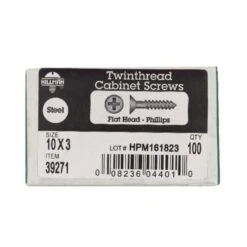 HILLMAN
Steel
Twinthread
Cabinet Screws
Flat Head - Phillips
SIZE
10 X 3
ITEM
39271
LOT# HPM161823
QTY
100
0 08236 04401 0